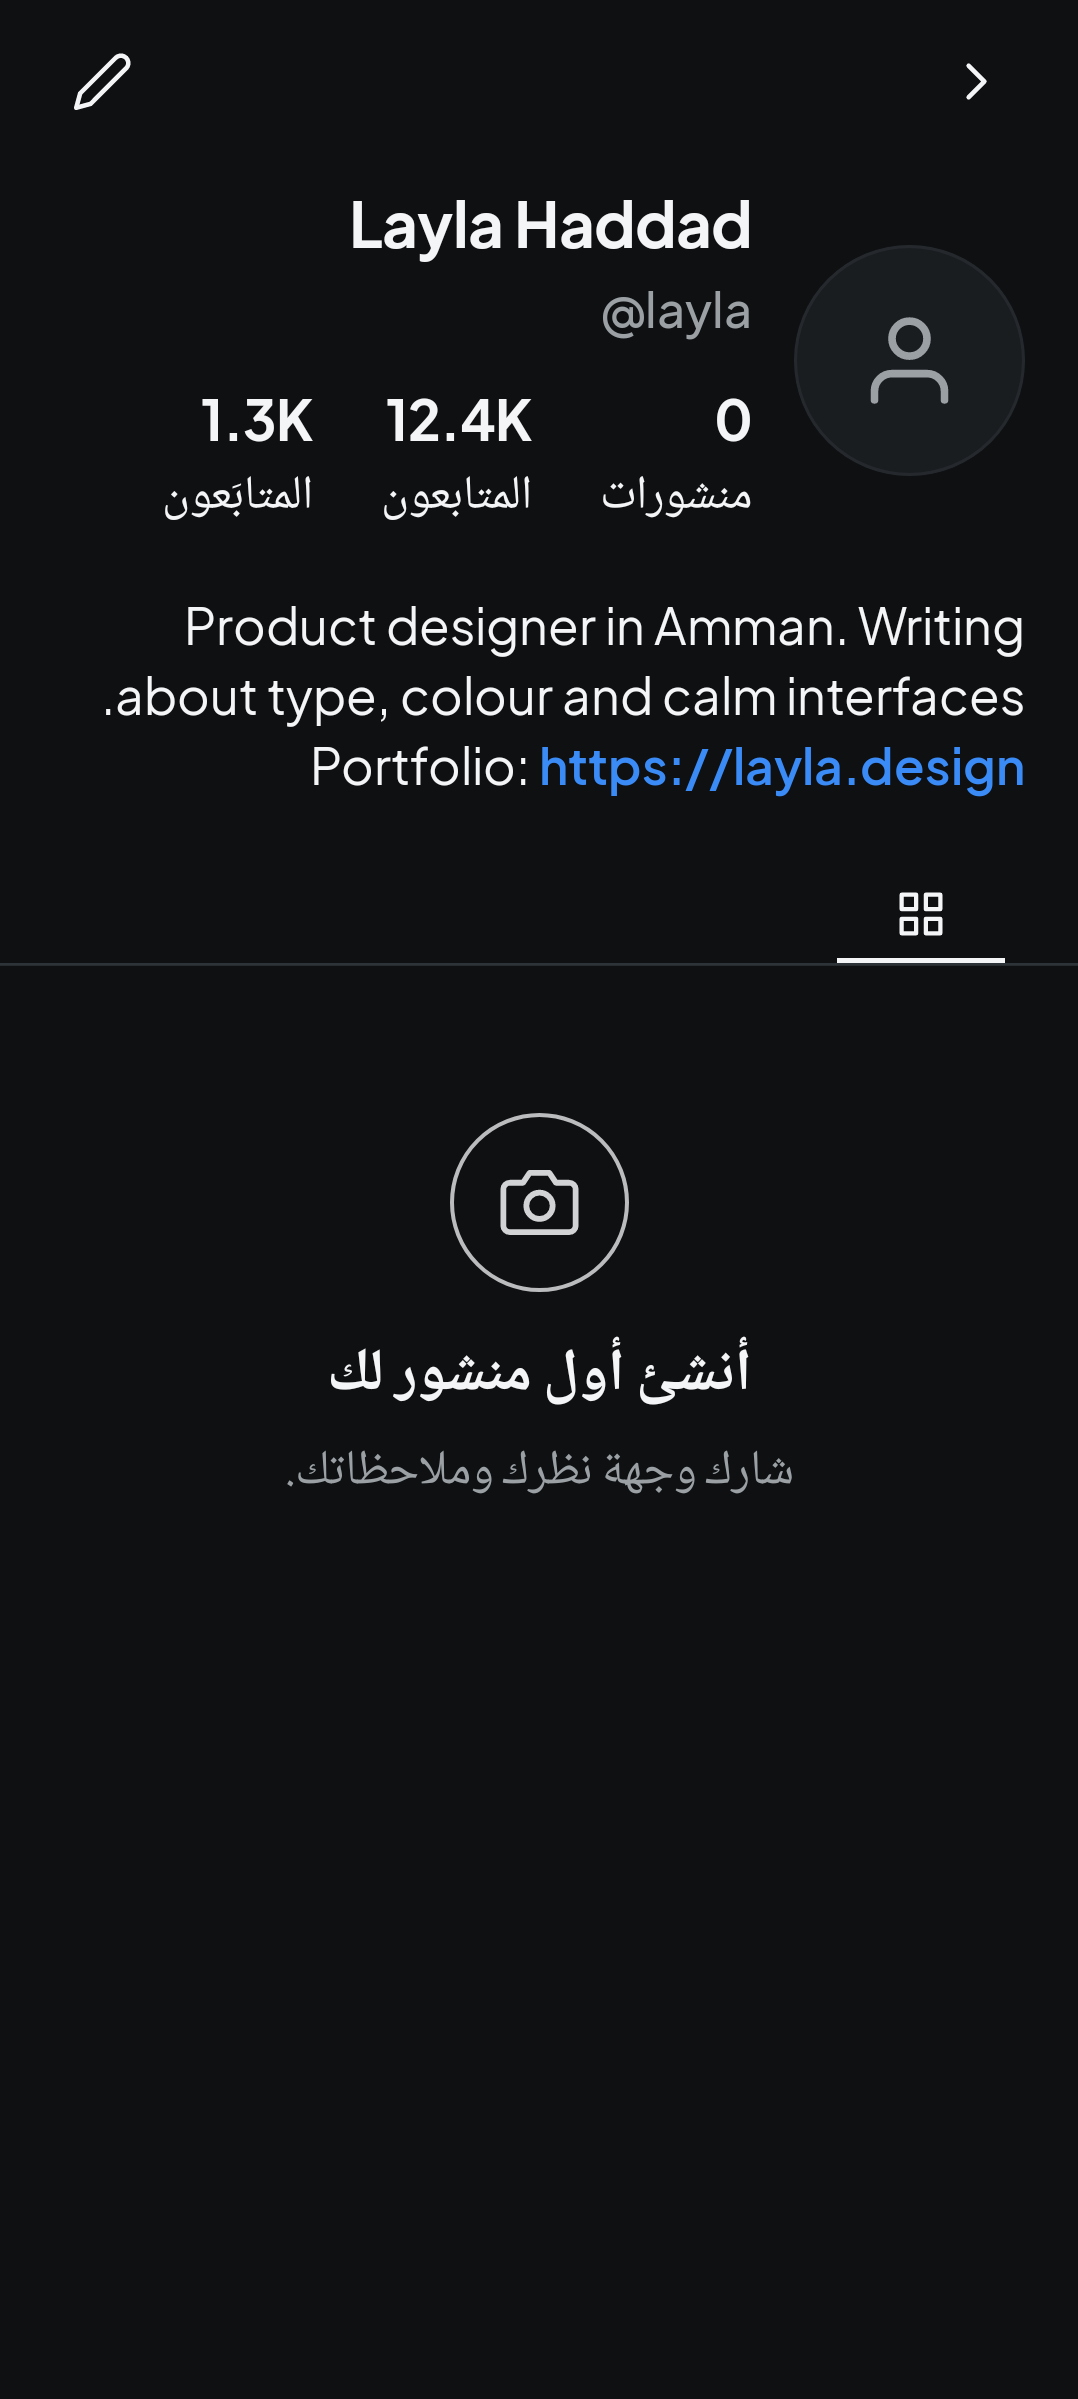 Layla Haddad
@layla
0 12.4K 1.3K
منشورات المتابعون المتابَعون
Product designer in Amman. Writing
about type, colour and calm interfaces.
Portfolio: https://layla.design
أنشئ أول منشور لك
شارك وجهة نظرك وملاحظاتك.